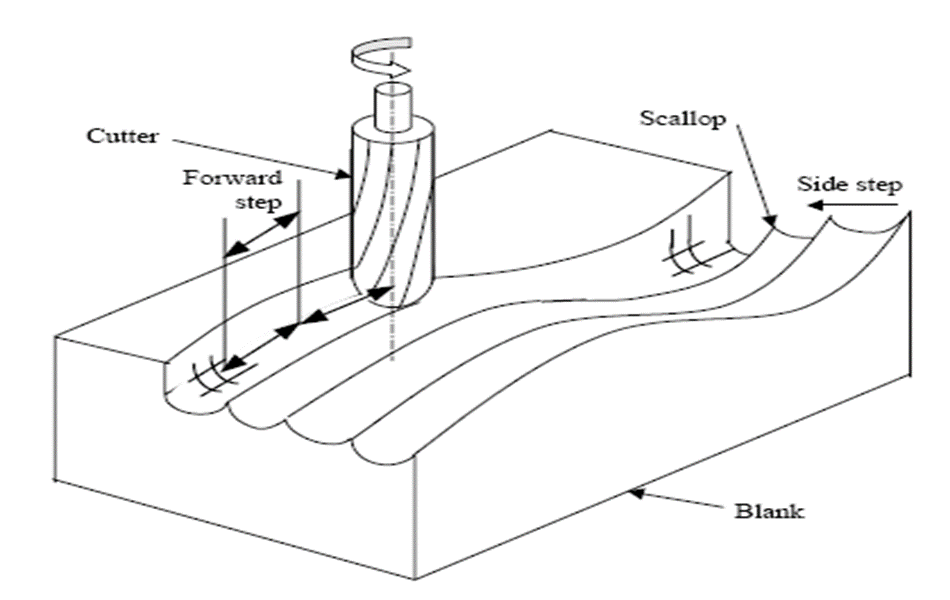 Scallop
Cutter
Forward
step
Side step
Blank